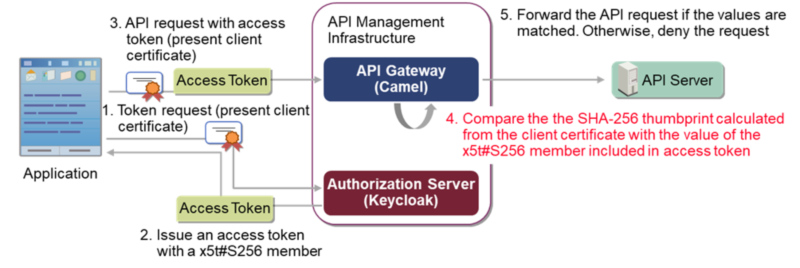 3. API request with access
token (present client
certificate)
API Management
Infrastructure
5. Forward the API request if the values are
matched. Otherwise, deny the request
Access Token
API Gateway
(Camel)
API Server
1. Token request (present client
certificate)
4. Compare the the SHA-256 thumbprint calculated
from the client certificate with the value of the
x5t#S256 member included in access token
Application
Authorization Server
(Keycloak)
Access Token
2. Issue an access token
with a x5t#S256 member